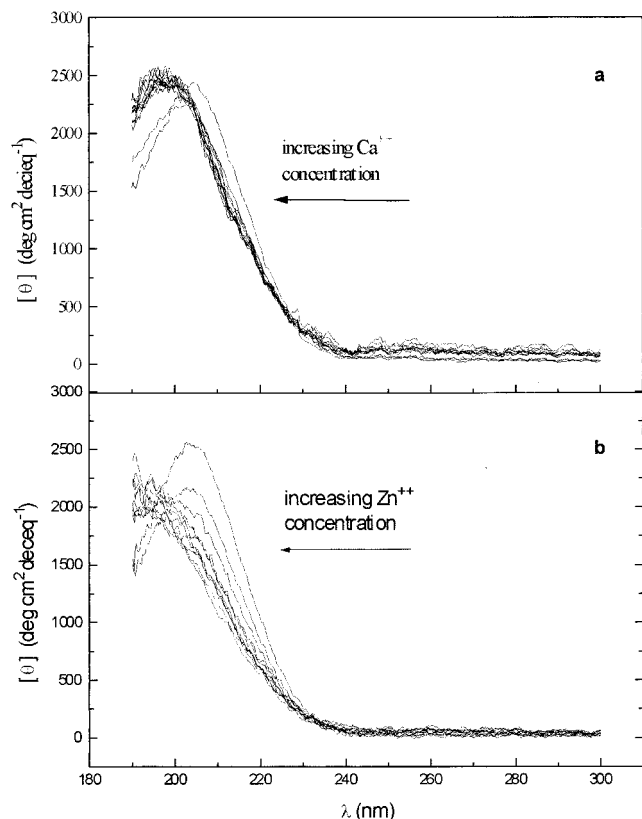 3000
2500
2000
1500
1000
500
0
[θ] (deg cm² decieq⁻¹)
a
increasing Ca
concentration
3000
2500
2000
1500
1000
500
0
[θ] (deg cm² deceq⁻¹)
b
increasing Zn⁺⁺
concentration
180 200 220 240 260 280 300
λ (nm)